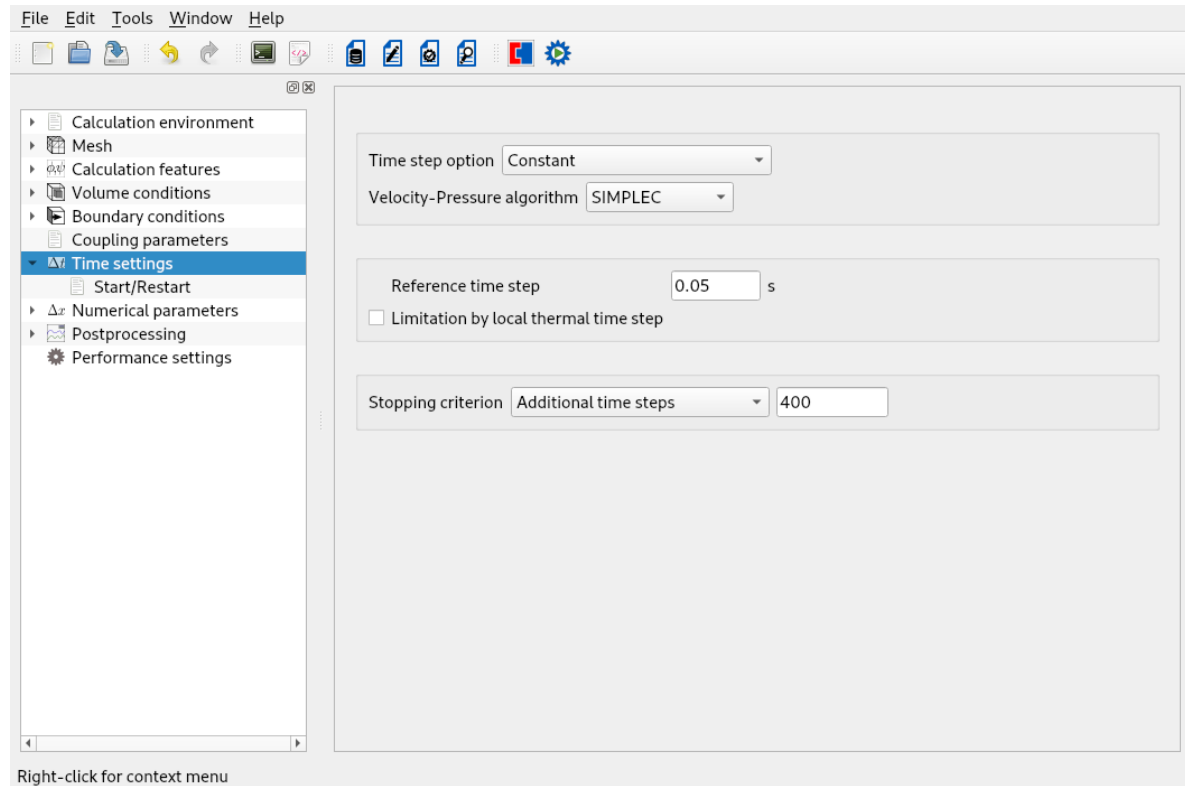 File Edit Tools Window Help
Calculation environment
Mesh
Calculation features
Volume conditions
Boundary conditions
Coupling parameters
Time settings
Start/Restart
Δx Numerical parameters
Postprocessing
Performance settings
Time step option Constant
Velocity-Pressure algorithm SIMPLEC
Reference time step 0.05 s
Limitation by local thermal time step
Stopping criterion Additional time steps 400
Right-click for context menu